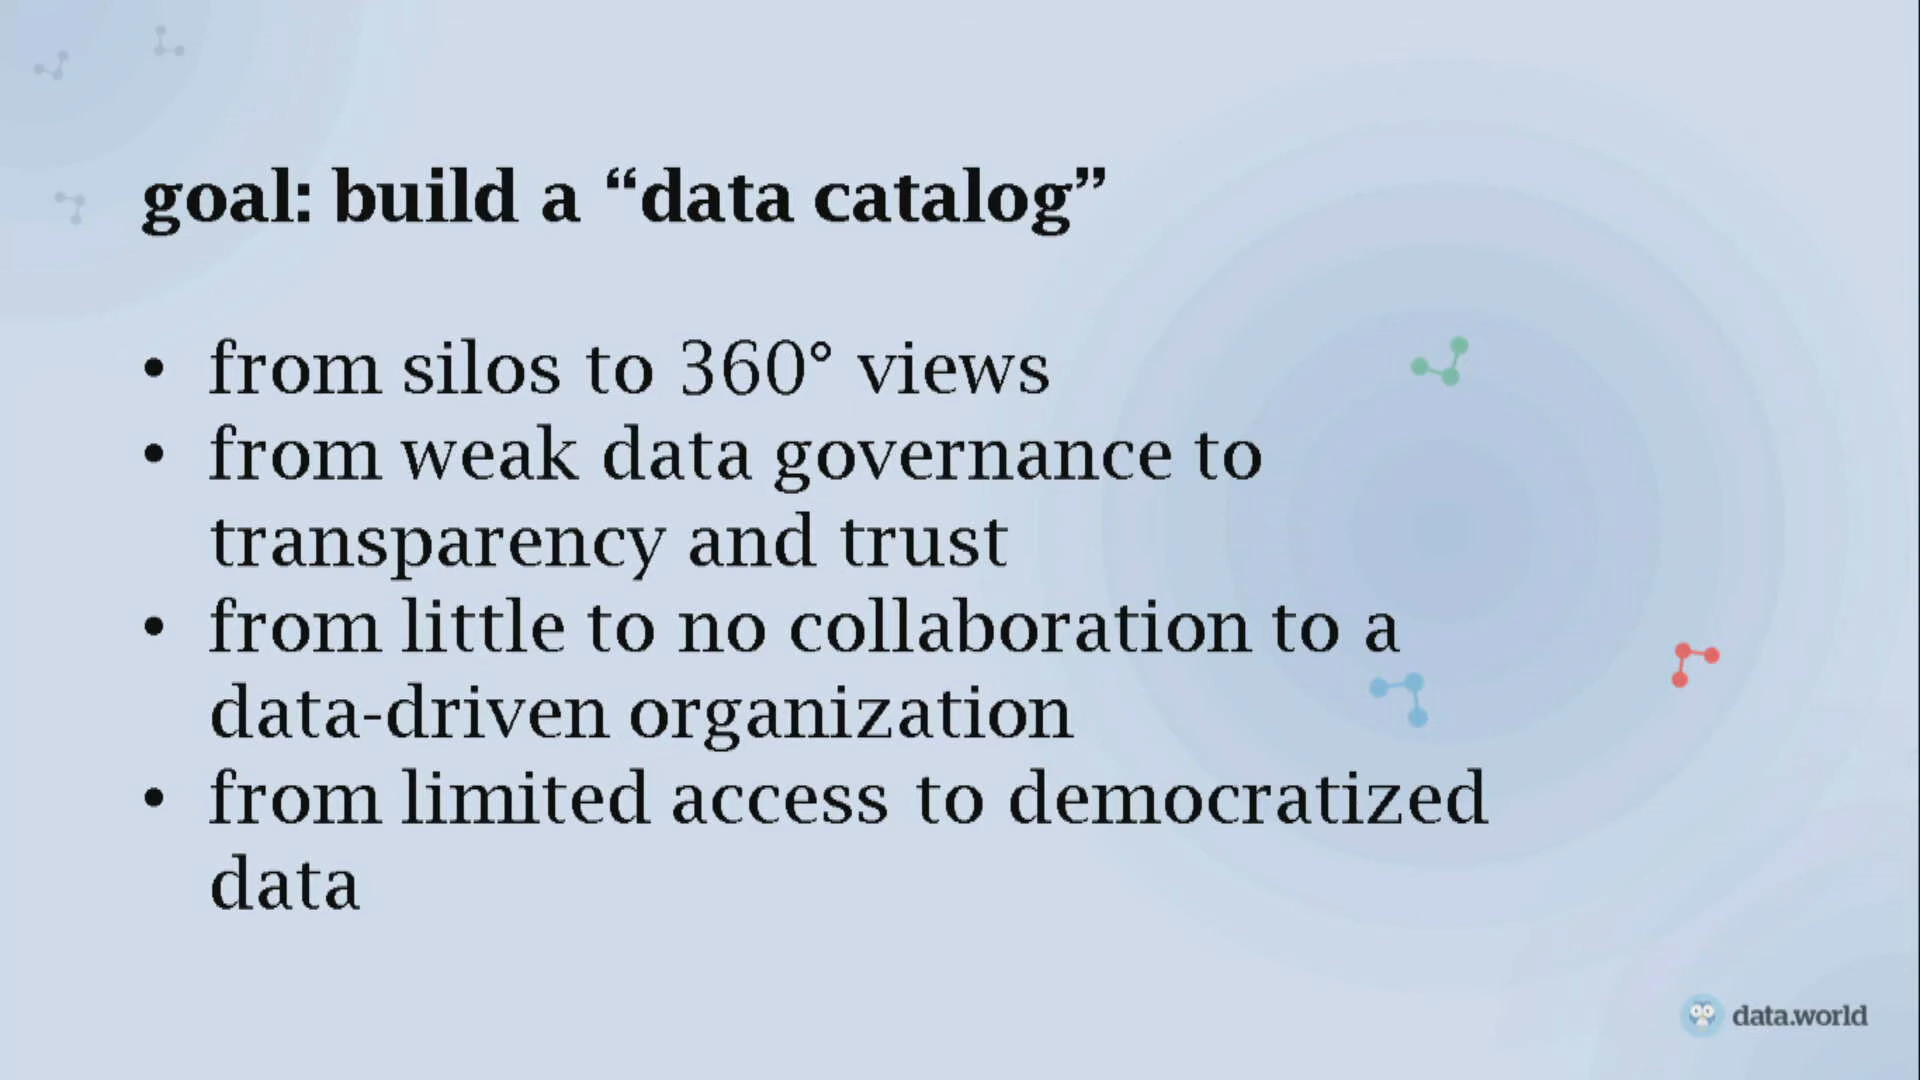 goal: build a “data catalog”
• from silos to 360° views
• from weak data governance to
transparency and trust
• from little to no collaboration to a
data-driven organization
• from limited access to democratized
data
data.world